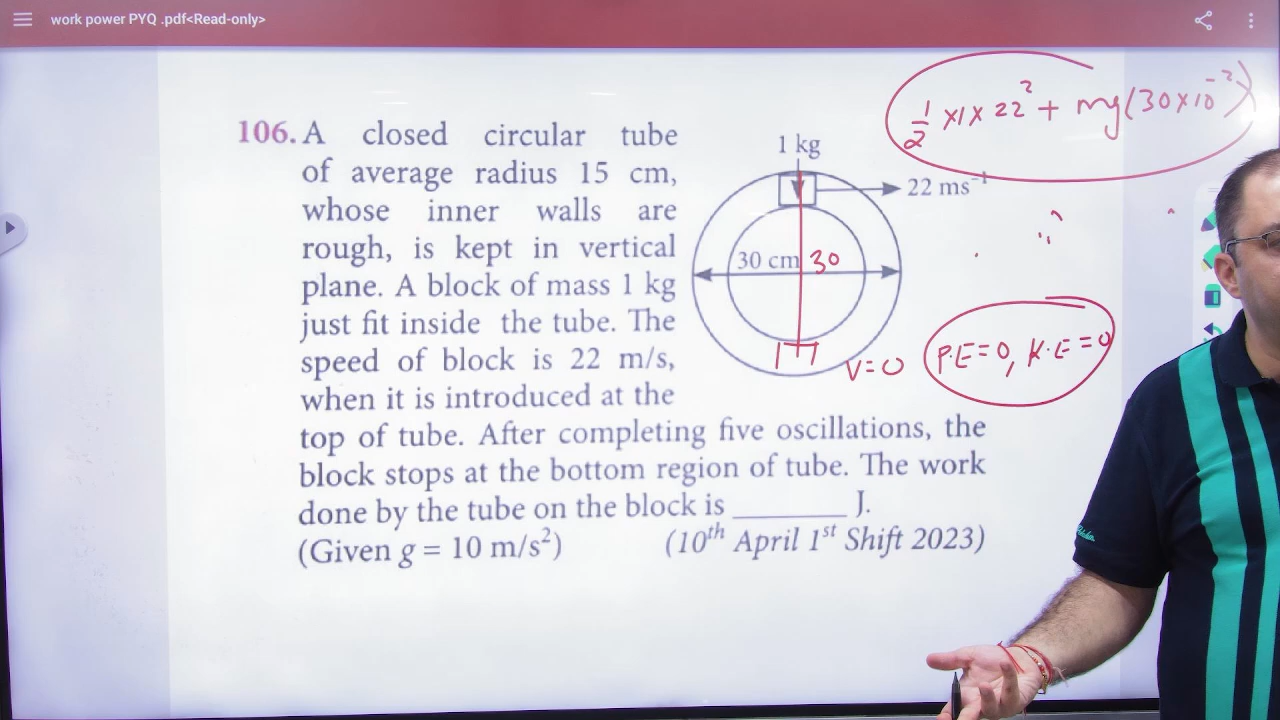 work power PYQ .pdf<Read-only>
1/2 ×1× 22² + mg(30×10⁻²)
106. A closed circular tube
of average radius 15 cm,
whose inner walls are
rough, is kept in vertical
plane. A block of mass 1 kg
just fit inside the tube. The
speed of block is 22 m/s,
when it is introduced at the
top of tube. After completing five oscillations, the
block stops at the bottom region of tube. The work
done by the tube on the block is ________ J.
(Given g = 10 m/s²) (10th April 1st Shift 2023)
1 kg
22 ms⁻¹
30 cm 30
V=0 P.E=0, K.E=0